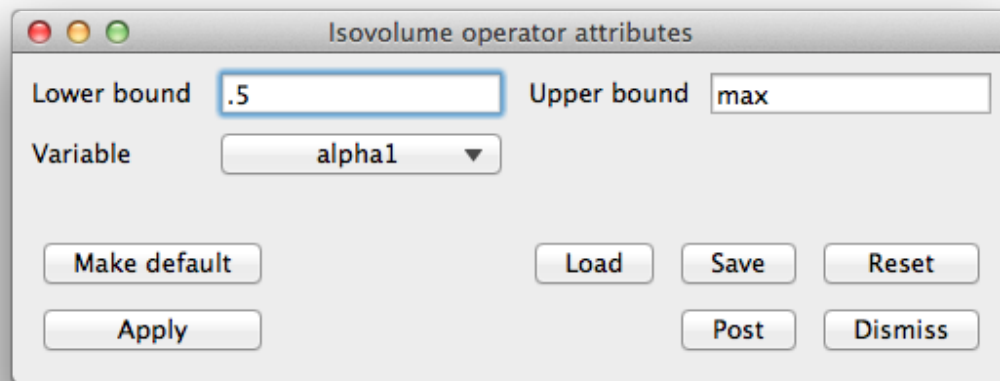 Isovolume operator attributes
Lower bound .5 Upper bound max
Variable alpha1
Make default Load Save Reset
Apply Post Dismiss